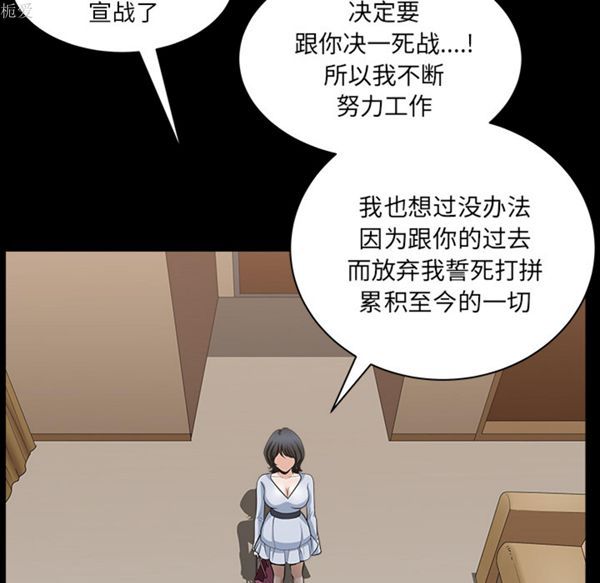 栀爱
宣战了
决定要
跟你决一死战....!
所以我不断
努力工作
我也想过没办法
因为跟你的过去
而放弃我誓死打拼
累积至今的一切